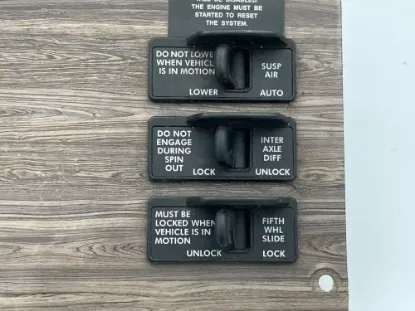 THE ENGINE MUST BE
STARTED TO RESET
THE SYSTEM.
DO NOT LOWER
WHEN VEHICLE
IS IN MOTION
SUSP
AIR
LOWER AUTO
DO NOT
ENGAGE
DURING
SPIN
OUT
INTER
AXLE
DIFF
LOCK UNLOCK
MUST BE
LOCKED WHEN
VEHICLE IS IN
MOTION
FIFTH
WHL
SLIDE
UNLOCK LOCK